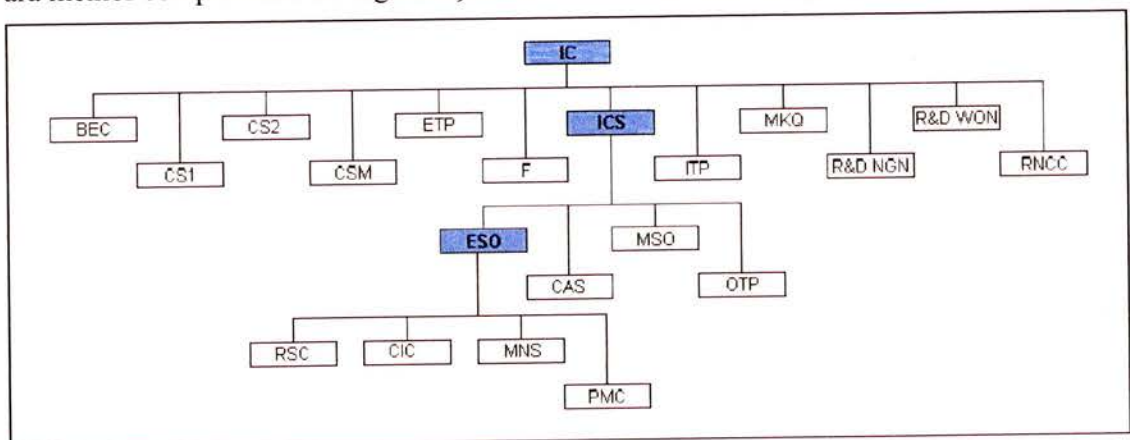 IC
BEC
CS1
CS2
CSM
ETP
F
ICS
ITP
MKQ
R&D NGN
R&D WON
RNCC
ESO
CAS
MSO
OTP
RSC
CIC
MNS
PMC